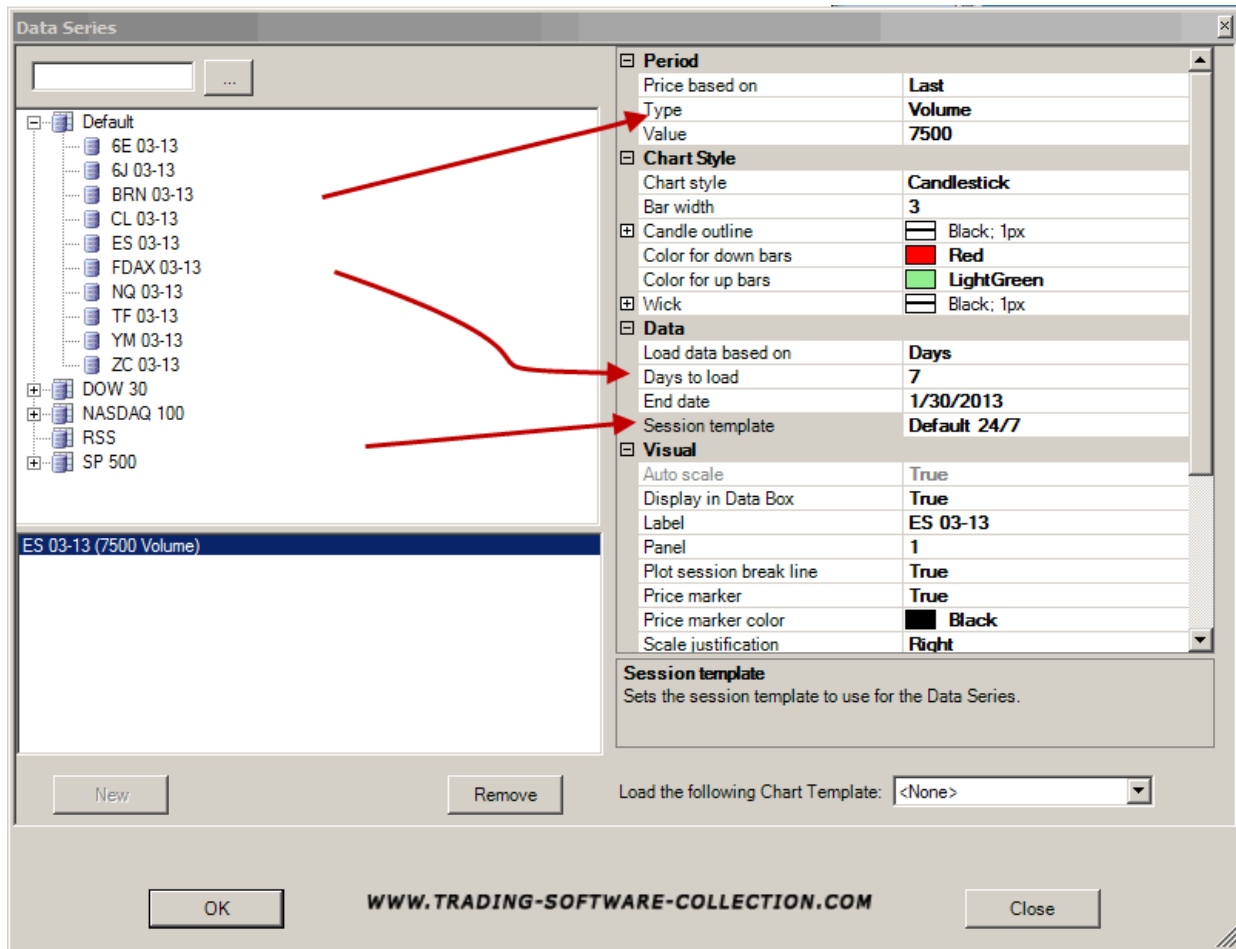 Data Series
...
Default
6E 03-13
6J 03-13
BRN 03-13
CL 03-13
ES 03-13
FDAX 03-13
NQ 03-13
TF 03-13
YM 03-13
ZC 03-13
DOW 30
NASDAQ 100
RSS
SP 500
ES 03-13 (7500 Volume)
New
Remove
Period
Price based on Last
Type Volume
Value 7500
Chart Style
Chart style Candlestick
Bar width 3
Candle outline Black; 1px
Color for down bars Red
Color for up bars LightGreen
Wick Black; 1px
Data
Load data based on Days
Days to load 7
End date 1/30/2013
Session template Default 24/7
Visual
Auto scale True
Display in Data Box True
Label ES 03-13
Panel 1
Plot session break line True
Price marker True
Price marker color Black
Scale justification Right
Session template
Sets the session template to use for the Data Series.
Load the following Chart Template: <None>
OK
WWW.TRADING-SOFTWARE-COLLECTION.COM
Close